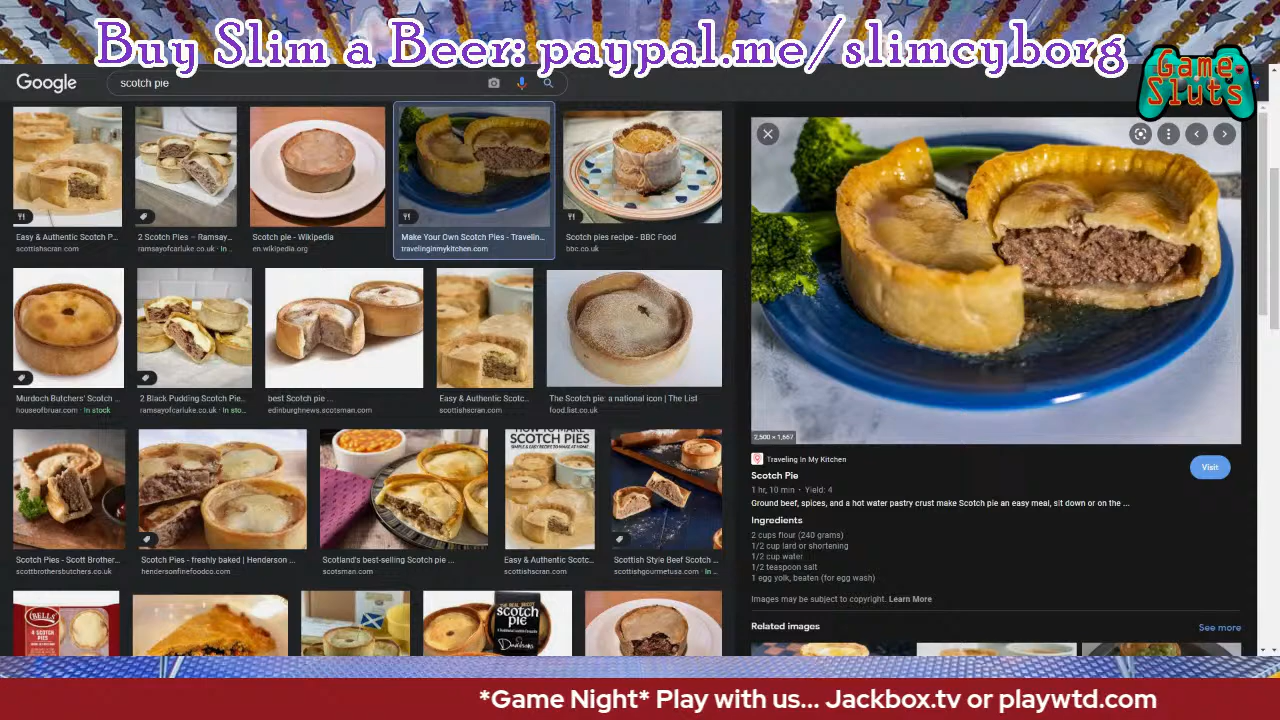 Buy Slim a Beer: paypal.me/slimcyborg
Game
Sluts
Google
scotch pie
Easy & Authentic Scotch P...
scottishscran.com
2 Scotch Pies – Ramsay...
ramsayofcarluke.co.uk · In ...
Scotch pie - Wikipedia
en.wikipedia.org
Make Your Own Scotch Pies - Travelin...
travelinginmykitchen.com
Scotch pies recipe - BBC Food
bbc.co.uk
Murdoch Butchers' Scotch ...
houseofbruar.com · In stock
2 Black Pudding Scotch Pie...
ramsayofcarluke.co.uk · In sto...
best Scotch pie ...
edinburghnews.scotsman.com
Easy & Authentic Scotc...
scottishscran.com
The Scotch pie: a national icon | The List
food.list.co.uk
HOW TO MAKE
SCOTCH PIES
Scotch Pies - Scott Brother...
scottbrothersbutchers.co.uk
Scotch Pies - freshly baked | Henderson ...
hendersonfinefoodco.com
Scotland's best-selling Scotch pie ...
scotsman.com
Easy & Authentic Scotc...
scottishscran.com
Scottish Style Beef Scotch ...
scottishgourmetusa.com · In ...
BELLS
4 SCOTCH
PIES
scotch
pie
2,500 × 1,667
Traveling In My Kitchen
Visit
Scotch Pie
1 hr, 10 min · Yield: 4
Ground beef, spices, and a hot water pastry crust make Scotch pie an easy meal, sit down or on the ...
Ingredients
2 cups flour (240 grams)
1/2 cup lard or shortening
1/2 cup water
1/2 teaspoon salt
1 egg yolk, beaten (for egg wash)
Images may be subject to copyright. Learn More
Related images
See more
*Game Night* Play with us... Jackbox.tv or playwtd.com